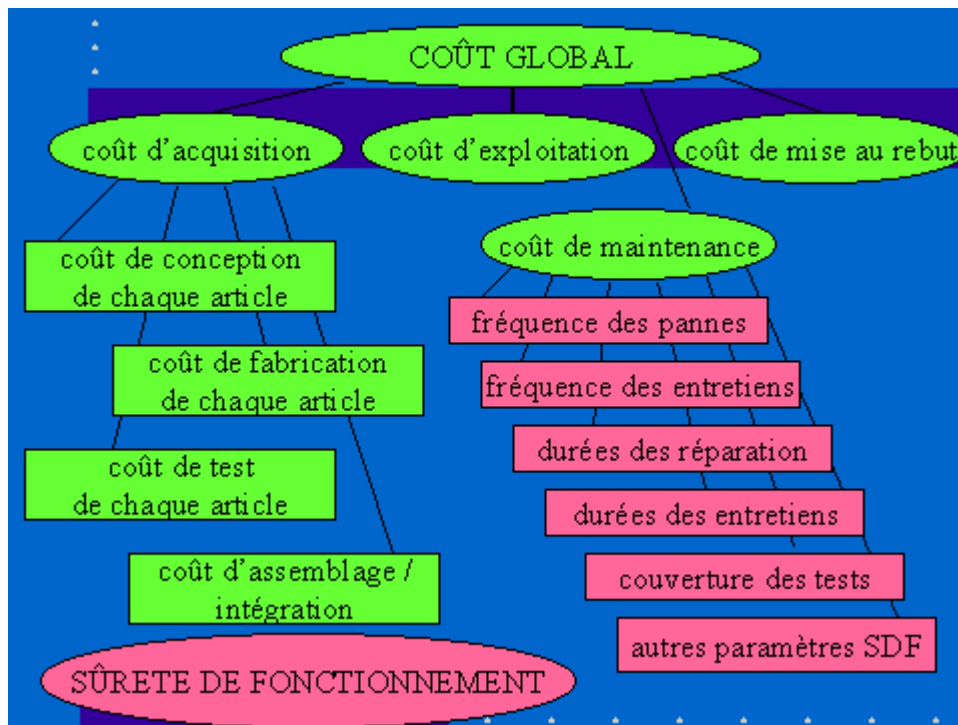 COÛT GLOBAL
coût d'acquisition
coût d'exploitation
coût de mise au rebut
coût de conception
de chaque article
coût de fabrication
de chaque article
coût de test
de chaque article
coût d'assemblage /
intégration
coût de maintenance
fréquence des pannes
fréquence des entretiens
durées des réparation
durées des entretiens
couverture des tests
autres paramètres SDF
SÛRETE DE FONCTIONNEMENT